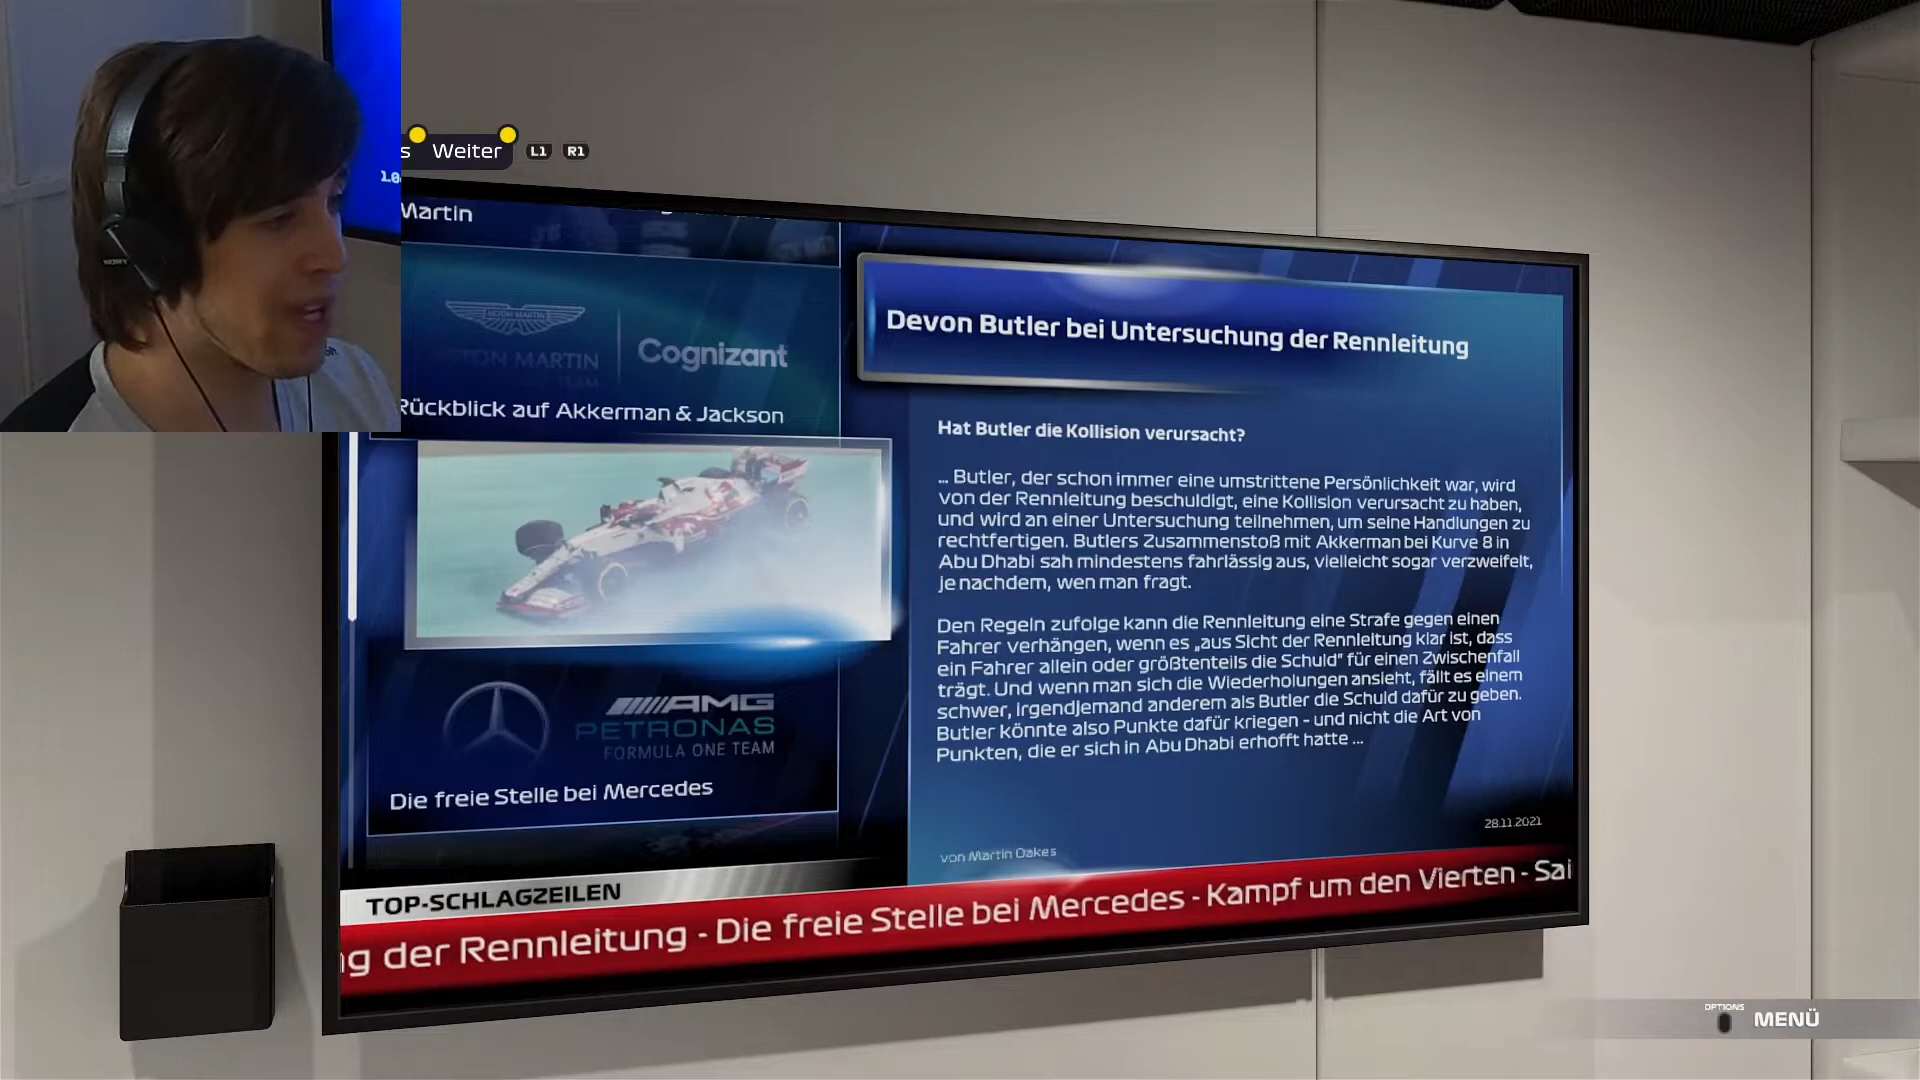 s Weiter L1 R1
1.0
Martin
ASTON MARTIN
ASTON MARTIN
Cognizant
Rückblick auf Akkerman & Jackson
AMG
PETRONAS
FORMULA ONE TEAM
Die freie Stelle bei Mercedes
Devon Butler bei Untersuchung der Rennleitung
Hat Butler die Kollision verursacht?
... Butler, der schon immer eine umstrittene Persönlichkeit war, wird
von der Rennleitung beschuldigt, eine Kollision verursacht zu haben,
und wird an einer Untersuchung teilnehmen, um seine Handlungen zu
rechtfertigen. Butlers Zusammenstoß mit Akkerman bei Kurve 8 in
Abu Dhabi sah mindestens fahrlässig aus, vielleicht sogar verzweifelt,
je nachdem, wen man fragt.
Den Regeln zufolge kann die Rennleitung eine Strafe gegen einen
Fahrer verhängen, wenn es „aus Sicht der Rennleitung klar ist, dass
ein Fahrer allein oder größtenteils die Schuld" für einen Zwischenfall
trägt. Und wenn man sich die Wiederholungen ansieht, fällt es einem
schwer, irgendjemand anderem als Butler die Schuld dafür zu geben.
Butler könnte also Punkte dafür kriegen - und nicht die Art von
Punkten, die er sich in Abu Dhabi erhofft hatte ...
28.11.2021
von Martin Oakes
TOP-SCHLAGZEILEN
ng der Rennleitung - Die freie Stelle bei Mercedes - Kampf um den Vierten - Sai
OPTIONS
MENÜ
SONY